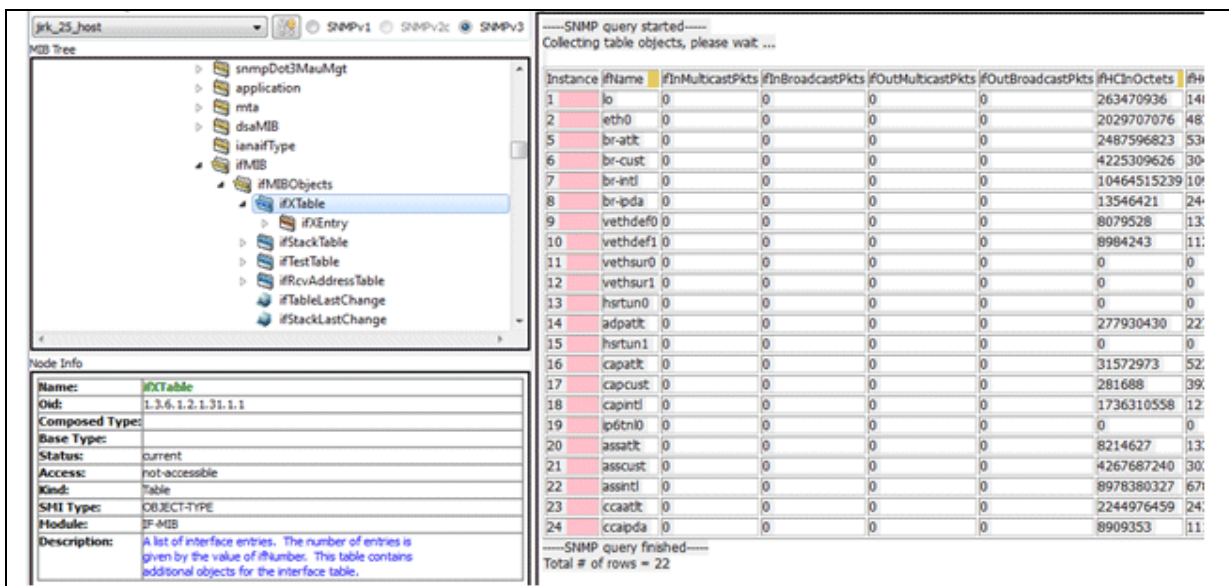 jirk_25_host SNMPv1 SNMPv2c SNMPv3
MIB Tree
snmpDot3MauMgt
application
mta
dsaMIB
ianaifType
ifMIB
ifMIBObjects
ifXTable
ifXEntry
ifStackTable
ifTestTable
ifRcvAddressTable
ifTableLastChange
ifStackLastChange
Node Info
Name: ifXTable
Oid: 1.3.6.1.2.1.31.1.1
Composed Type:
Base Type:
Status: current
Access: not-accessible
Kind: Table
SMI Type: OBJECT-TYPE
Module: IF-MIB
Description: A list of interface entries. The number of entries is
given by the value of ifNumber. This table contains
additional objects for the interface table.
-----SNMP query started-----
Collecting table objects, please wait ...
Instance ifName ifInMulticastPkts ifInBroadcastPkts ifOutMulticastPkts ifOutBroadcastPkts ifHCInOctets
1 lo 0 0 0 0 263470936
2 eth0 0 0 0 0 2029707076
5 br-atlt 0 0 0 0 2487596823
6 br-cust 0 0 0 0 4225309626
7 br-intl 0 0 0 0 10464515239
8 br-ipda 0 0 0 0 13546421
9 vethdef0 0 0 0 0 8079528
10 vethdef1 0 0 0 0 8984243
11 vethsur0 0 0 0 0 0 0
12 vethsur1 0 0 0 0 0 0
13 hsrtun0 0 0 0 0 0 0
14 adpatlt 0 0 0 0 277930430
15 hsrtun1 0 0 0 0 0 0
16 capatlt 0 0 0 0 31572973
17 capcust 0 0 0 0 281688
18 capintl 0 0 0 0 1736310558
19 ip6tnl0 0 0 0 0 0 0
20 assatlt 0 0 0 0 8214627
21 asscust 0 0 0 0 4267687240
22 assintl 0 0 0 0 8978380327
23 ccaatlt 0 0 0 0 2244976459
24 ccaipda 0 0 0 0 8909353
-----SNMP query finished-----
Total # of rows = 22